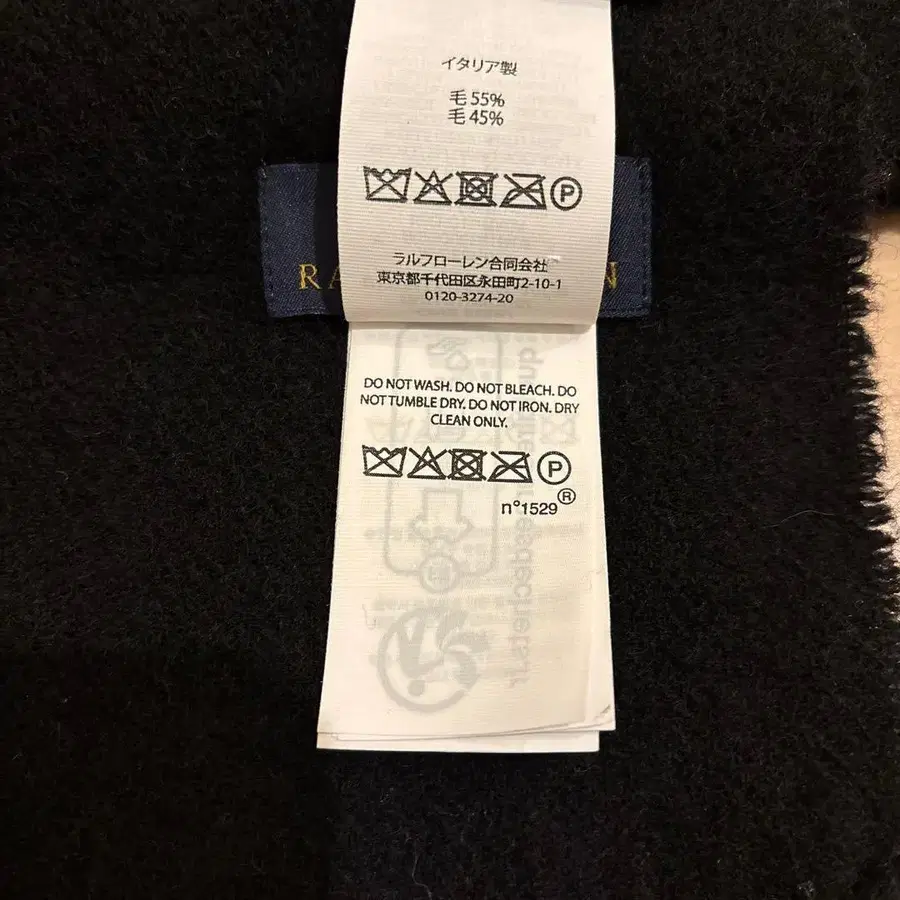 イタリア製
毛 55%
毛 45%
P
ラルフローレン合同会社
東京都千代田区永田町2-10-1
0120-3274-20
RA N
DO NOT WASH. DO NOT BLEACH. DO
NOT TUMBLE DRY. DO NOT IRON. DRY
CLEAN ONLY.
P
n°1529®